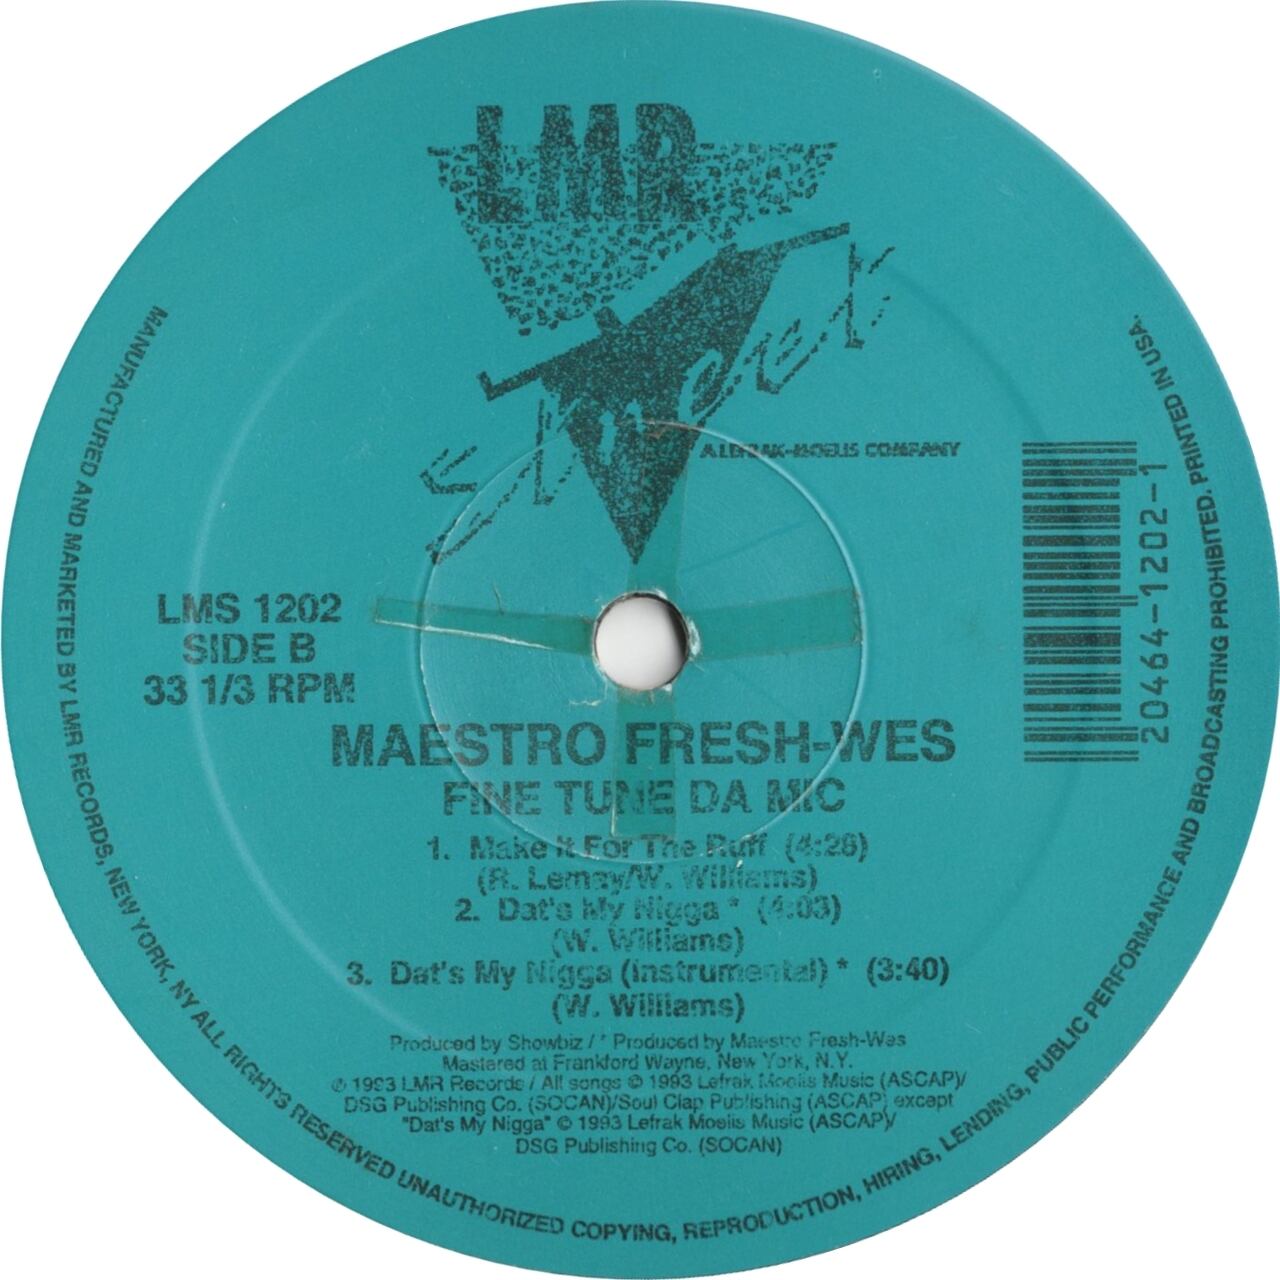 LMR
Street
A LEFRAK-MOELIS COMPANY
LMS 1202
SIDE B
33 1/3 RPM
20464-1202-1
MAESTRO FRESH-WES
FINE TUNE DA MIC
1. Make It For The Ruff (4:28)
(R. Lemay/W. Williams)
2. Dat's My Nigga * (4:03)
(W. Williams)
3. Dat's My Nigga (Instrumental) * (3:40)
(W. Williams)
Produced by Showbiz / * Produced by Maestro Fresh-Wes
Mastered at Frankford Wayne, New York, N.Y.
℗ 1993 LMR Records / All songs © 1993 Lefrak Moelis Music (ASCAP)/
DSG Publishing Co. (SOCAN)/Soul Clap Publishing (ASCAP) except
"Dat's My Nigga" © 1993 Lefrak Moelis Music (ASCAP)/
DSG Publishing Co. (SOCAN)
MANUFACTURED AND MARKETED BY LMR RECORDS, NEW YORK, NY ALL RIGHTS RESERVED UNAUTHORIZED COPYING, REPRODUCTION, HIRING, LENDING, PUBLIC PERFORMANCE AND BROADCASTING PROHIBITED. PRINTED IN USA.